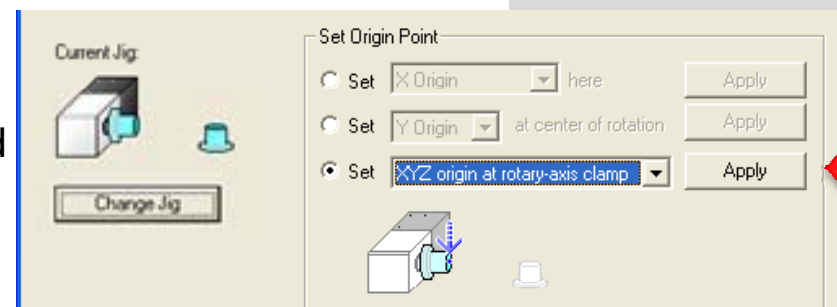 Current Jig:
Change Jig
Set Origin Point
Set X Origin here Apply
Set Y Origin at center of rotation Apply
Set XYZ origin at rotary-axis clamp Apply